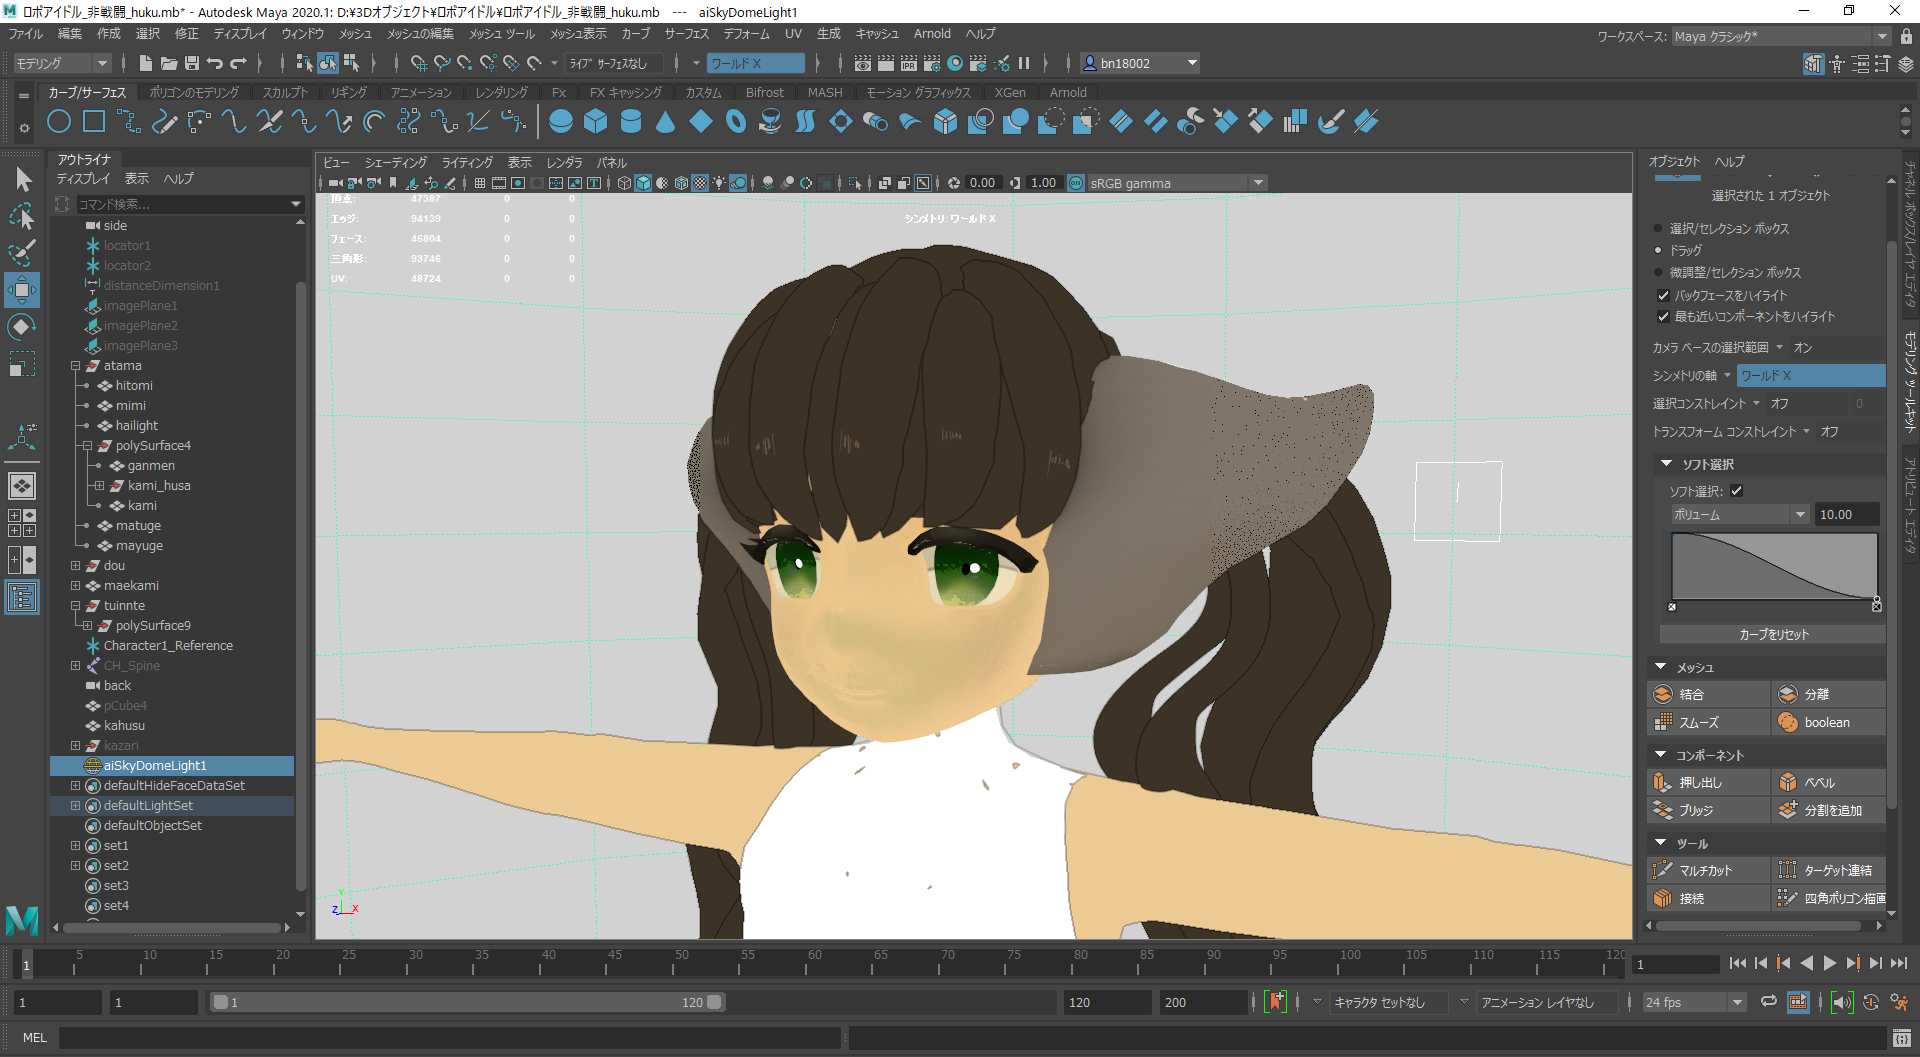 ロボアイドル_非戦闘_huku.mb* - Autodesk Maya 2020.1: D:¥3Dオブジェクト¥ロボアイドル¥ロボアイドル_非戦闘_huku.mb --- aiSkyDomeLight1
ファイル 編集 作成 選択 修正 ディスプレイ ウィンドウ メッシュ メッシュの編集 メッシュ ツール メッシュ表示 カーブ サーフェス デフォーム UV 生成 キャッシュ Arnold ヘルプ
ワークスペース: Maya クラシック*
モデリング ライブ サーフェスなし ワールド X IPR bn18002
カーブ/サーフェス ポリゴンのモデリング スカルプト リギング アニメーション レンダリング Fx FX キャッシング カスタム Bifrost MASH モーション グラフィックス XGen Arnold
アウトライナ
ディスプレイ 表示 ヘルプ
コマンド検索...
side
locator1
locator2
distanceDimension1
imagePlane1
imagePlane2
imagePlane3
atama
hitomi
mimi
hailight
polySurface4
ganmen
kami_husa
kami
matuge
mayuge
dou
maekami
tuinnte
polySurface9
Character1_Reference
CH_Spine
back
pCube4
kahusu
kazari
aiSkyDomeLight1
defaultHideFaceDataSet
defaultLightSet
defaultObjectSet
set1
set2
set3
set4
ビュー シェーディング ライティング 表示 レンダラ パネル
0.00 1.00 sRGB gamma
頂点: 47387 0 0
エッジ: 94139 0 0
フェース: 46804 0 0
三角形: 93746 0 0
UV: 48724 0 0
シンメトリ: ワールド X
Y
Z X
オブジェクト ヘルプ
選択された 1 オブジェクト
選択/セレクション ボックス
ドラッグ
微調整/セレクション ボックス
バックフェースをハイライト
最も近いコンポーネントをハイライト
カメラ ベースの選択範囲 オン
シンメトリの軸 ワールド X
選択コンストレイント オフ 0
トランスフォーム コンストレイント オフ
ソフト選択
ソフト選択:
ボリューム 10.00
カーブをリセット
メッシュ
結合 分離
スムーズ boolean
コンポーネント
押し出し ベベル
ブリッジ 分割を追加
ツール
マルチカット ターゲット連結
接続 四角ポリゴン描画
チャネル ボックス/レイヤ エディタ
モデリング ツールキット
アトリビュート エディタ
1 5 10 15 20 25 30 35 40 45 50 55 60 65 70 75 80 85 90 95 100 105 110 115 120
1
1 1 1 120 120 200 キャラクタ セットなし アニメーション レイヤなし 24 fps
MEL